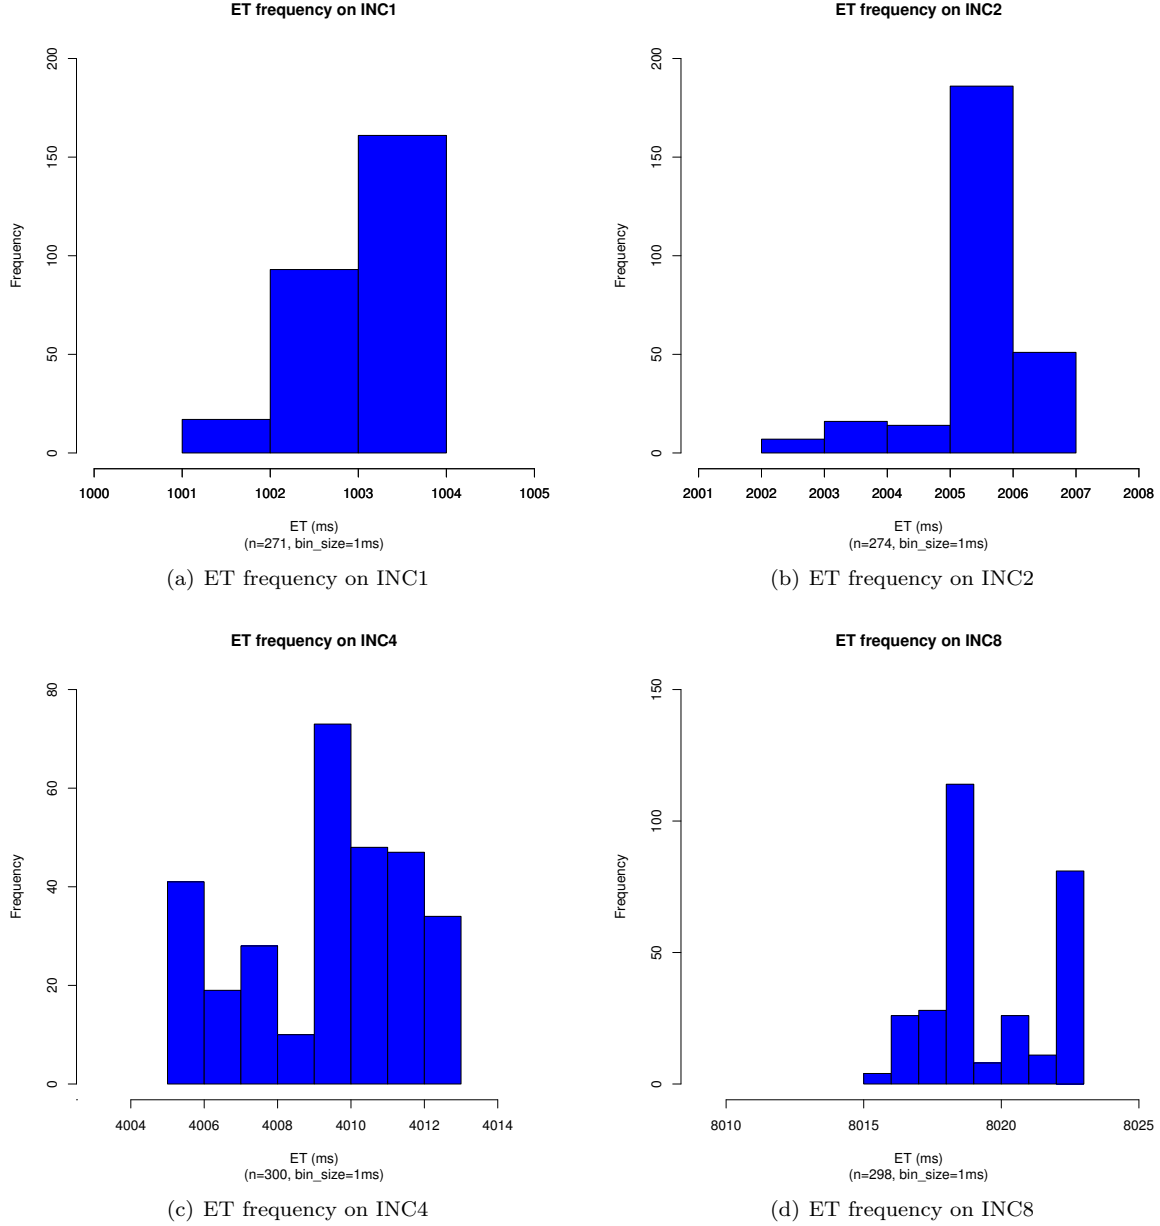 ET frequency on INC1
Frequency
0
50
100
150
200
1000 1001 1002 1003 1004 1005
ET (ms)
(n=271, bin_size=1ms)
(a) ET frequency on INC1
ET frequency on INC2
Frequency
0
50
100
150
200
2001 2002 2003 2004 2005 2006 2007 2008
ET (ms)
(n=274, bin_size=1ms)
(b) ET frequency on INC2
ET frequency on INC4
Frequency
0
20
40
60
80
4004 4006 4008 4010 4012 4014
ET (ms)
(n=300, bin_size=1ms)
(c) ET frequency on INC4
ET frequency on INC8
Frequency
0
50
100
150
8010 8015 8020 8025
ET (ms)
(n=298, bin_size=1ms)
(d) ET frequency on INC8